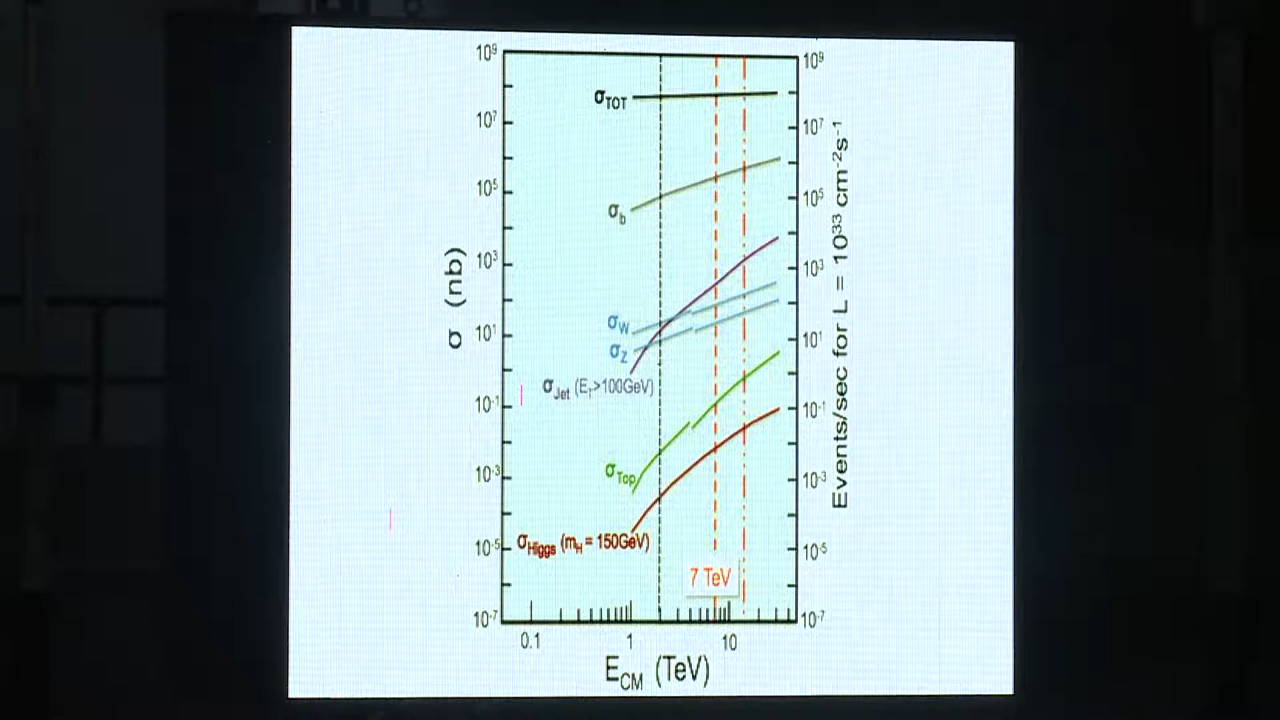 10⁹
10⁷
10⁵
10³
10¹
10⁻¹
10⁻³
10⁻⁵
10⁻⁷
σ (nb)
σTOT
σb
σW
σZ
σJet (ET>100GeV)
σTop
σHiggs (mH = 150GeV)
7 TeV
0.1 1 10
ECM (TeV)
10⁹
10⁷
10⁵
10³
10¹
10⁻¹
10⁻³
10⁻⁵
10⁻⁷
Events/sec for L = 10³³ cm⁻²s⁻¹